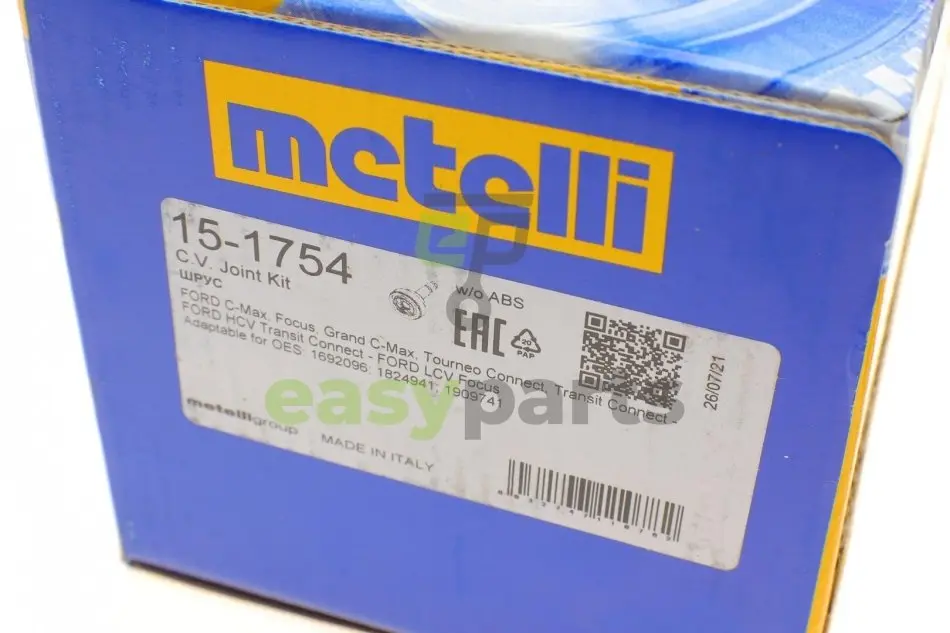 metelli
15-1754
C.V. Joint Kit
ШРУС
w/o ABS
EAC
20
PAP
FORD C-Max, Focus, Grand C-Max, Tourneo Connect, Transit Connect -
FORD HCV Transit Connect - FORD LCV Focus
Adaptable for OES: 1692096; 1824941; 1909741
26/07/21
easyparts
metelligroup
MADE IN ITALY